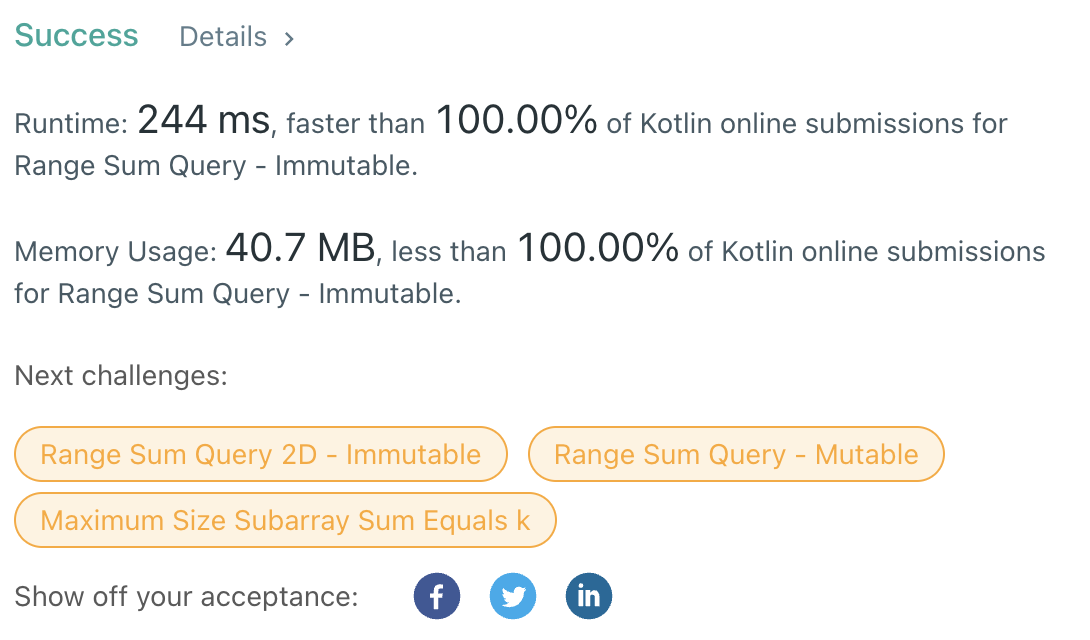 Success Details >
Runtime: 244 ms, faster than 100.00% of Kotlin online submissions for
Range Sum Query - Immutable.
Memory Usage: 40.7 MB, less than 100.00% of Kotlin online submissions
for Range Sum Query - Immutable.
Next challenges:
Range Sum Query 2D - Immutable Range Sum Query - Mutable
Maximum Size Subarray Sum Equals k
Show off your acceptance: f in